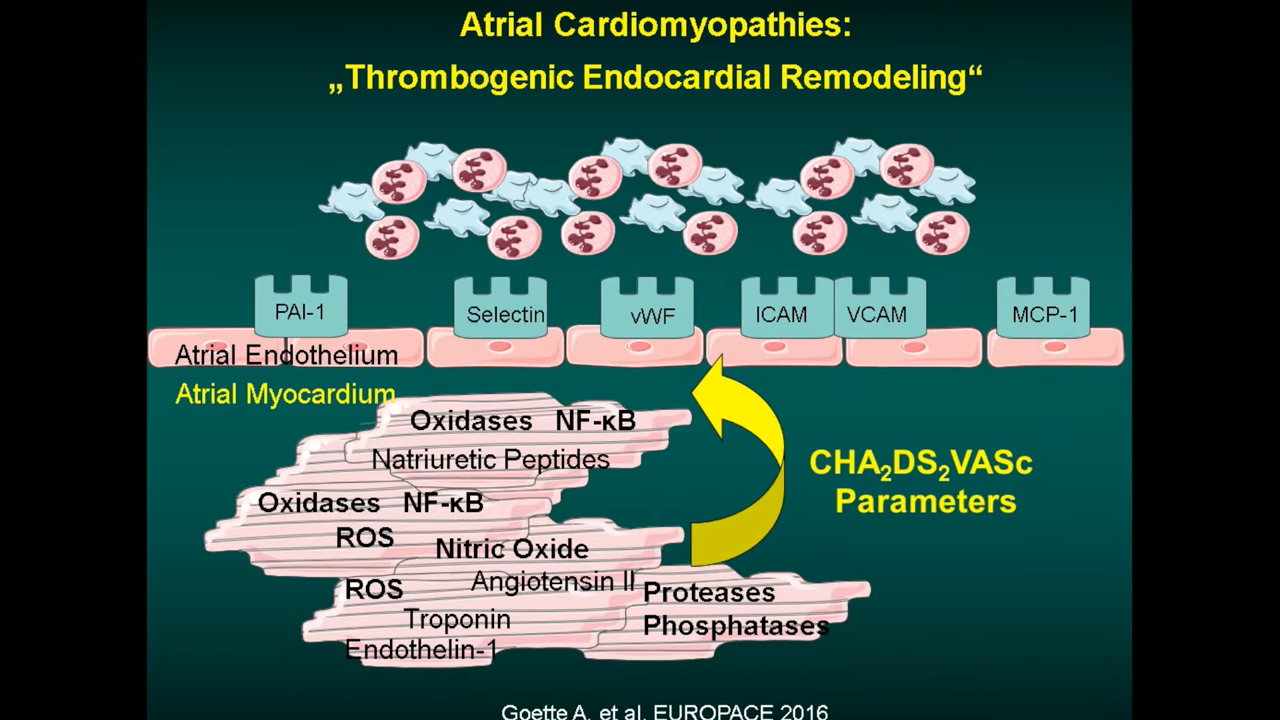 Atrial Cardiomyopathies:
„Thrombogenic Endocardial Remodeling“
PAI-1
Selectin
vWF
ICAM
VCAM
MCP-1
Atrial Endothelium
Atrial Myocardium
Oxidases NF-κB
Natriuretic Peptides
CHA₂DS₂VASc
Parameters
Oxidases NF-κB
ROS
Nitric Oxide
Angiotensin II
ROS
Proteases
Troponin
Phosphatases
Endothelin-1
Goette A. et al. EUROPACE 2016